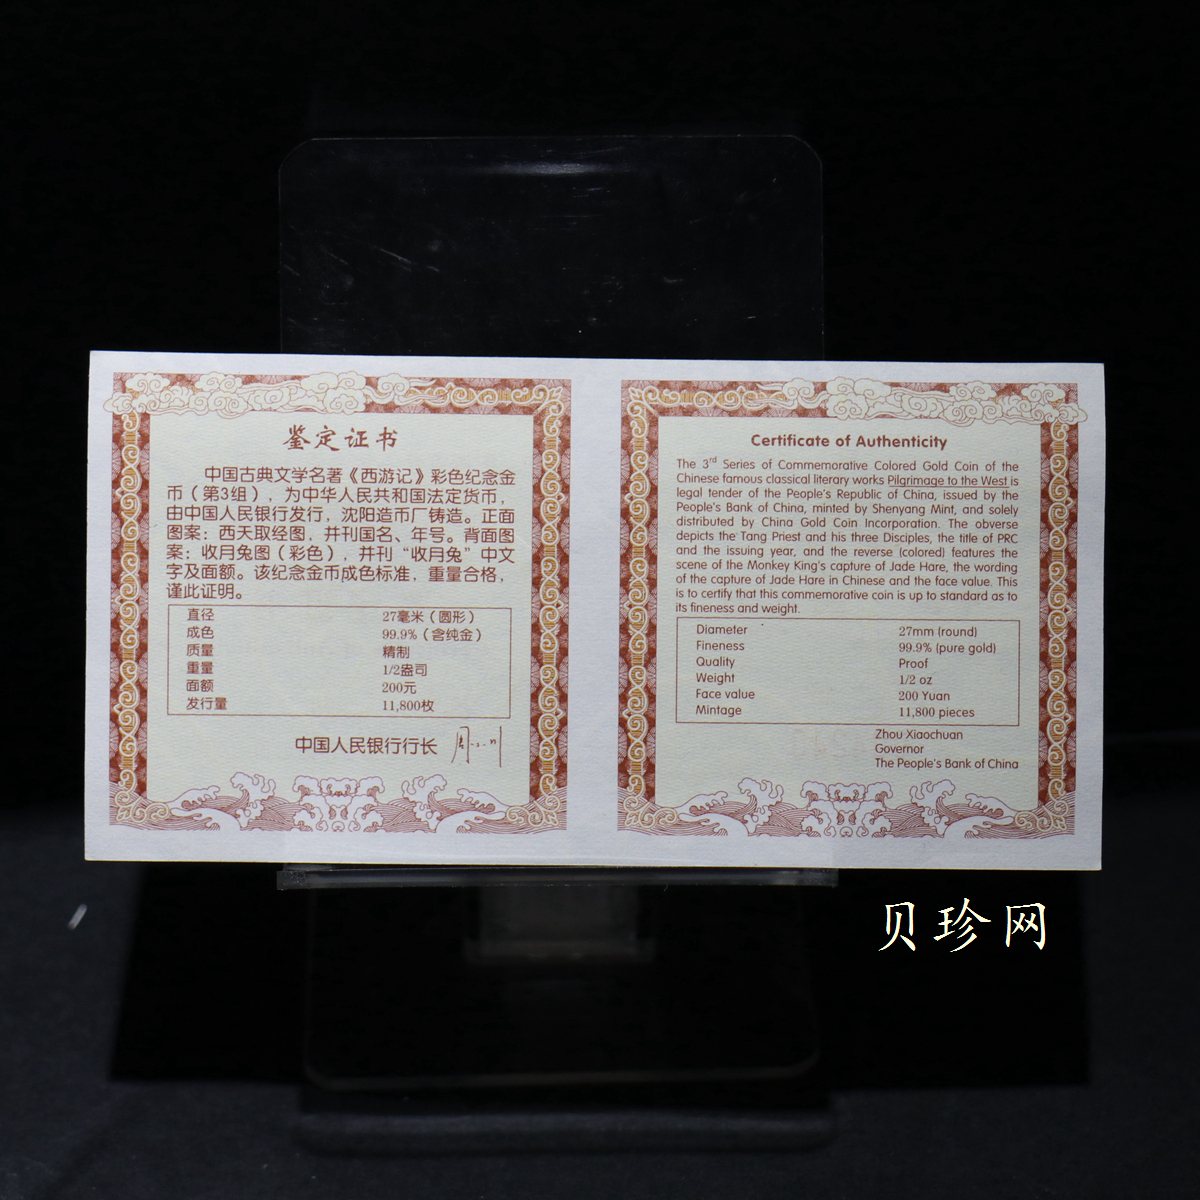 鉴定证书
中国古典文学名著《西游记》彩色纪念金
币（第3组），为中华人民共和国法定货币，
由中国人民银行发行，沈阳造币厂铸造。正面
图案：西天取经图，并刊国名、年号。背面图
案：收月兔图（彩色），并刊“收月兔”中文
字及面额。该纪念金币成色标准，重量合格，
谨此证明。
直径 27毫米（圆形）
成色 99.9%（含纯金）
质量 精制
重量 1/2盎司
面额 200元
发行量 11,800枚
中国人民银行行长
Certificate of Authenticity
The 3rd Series of Commemorative Colored Gold Coin of the
Chinese famous classical literary works Pilgrimage to the West is
legal tender of the People's Republic of China, issued by the
People's Bank of China, minted by Shenyang Mint, and solely
distributed by China Gold Coin Incorporation. The obverse
depicts the Tang Priest and his three Disciples, the title of PRC
and the issuing year, and the reverse (colored) features the
scene of the Monkey King's capture of Jade Hare, the wording
of the capture of Jade Hare in Chinese and the face value. This
is to certify that this commemorative coin is up to standard as to
its fineness and weight.
Diameter 27mm (round)
Fineness 99.9% (pure gold)
Quality Proof
Weight 1/2 oz
Face value 200 Yuan
Mintage 11,800 pieces
Zhou Xiaochuan
Governor
The People's Bank of China
贝珍网